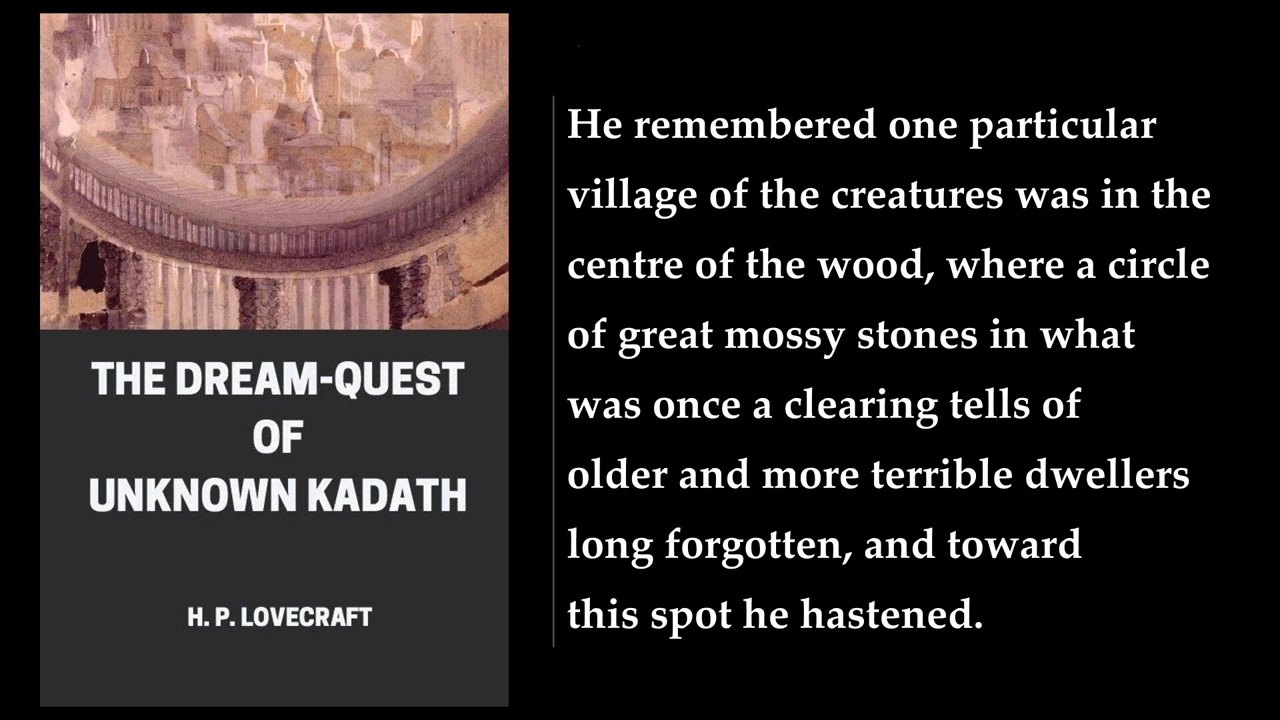 THE DREAM-QUEST
OF
UNKNOWN KADATH
H. P. LOVECRAFT
He remembered one particular
village of the creatures was in the
centre of the wood, where a circle
of great mossy stones in what
was once a clearing tells of
older and more terrible dwellers
long forgotten, and toward
this spot he hastened.